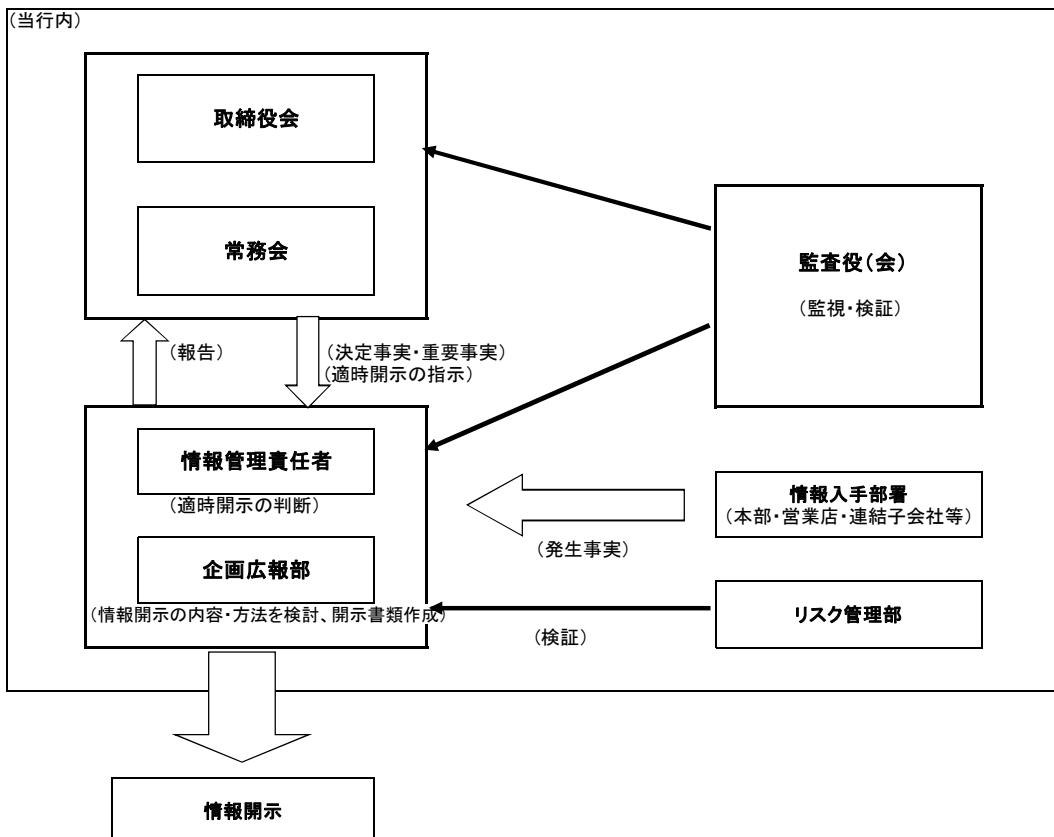 (当行内)
取締役会
常務会
監査役(会)
(監視・検証)
(報告)
(決定事実・重要事実)
(適時開示の指示)
情報管理責任者
(適時開示の判断)
情報入手部署
(本部・営業店・連結子会社等)
(発生事実)
企画広報部
(情報開示の内容・方法を検討、開示書類作成)
リスク管理部
(検証)
情報開示